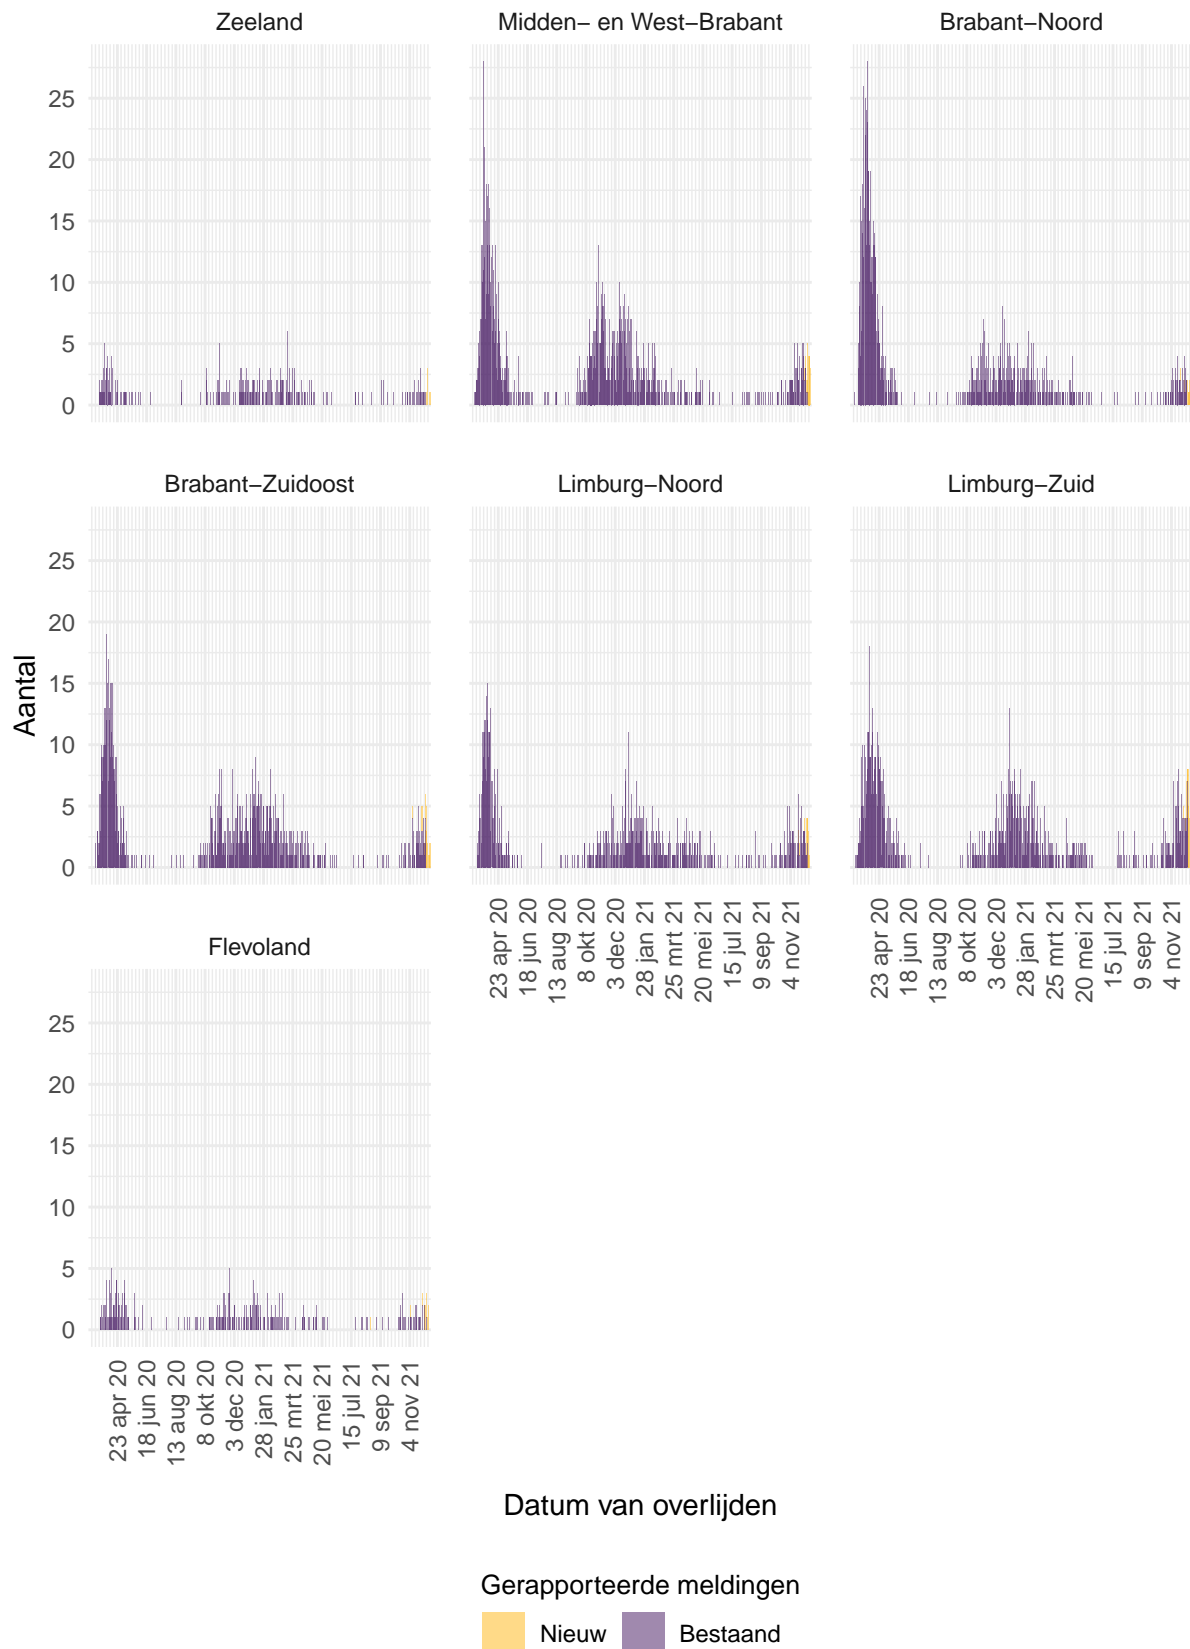 Zeeland
Midden− en West−Brabant
Brabant−Noord
25
20
15
10
5
0
Brabant−Zuidoost
Limburg−Noord
Limburg−Zuid
25
20
15
10
5
0
Aantal
23 apr 20
18 jun 20
13 aug 20
8 okt 20
3 dec 20
28 jan 21
25 mrt 21
20 mei 21
15 jul 21
9 sep 21
4 nov 21
23 apr 20
18 jun 20
13 aug 20
8 okt 20
3 dec 20
28 jan 21
25 mrt 21
20 mei 21
15 jul 21
9 sep 21
4 nov 21
Flevoland
25
20
15
10
5
0
23 apr 20
18 jun 20
13 aug 20
8 okt 20
3 dec 20
28 jan 21
25 mrt 21
20 mei 21
15 jul 21
9 sep 21
4 nov 21
Datum van overlijden
Gerapporteerde meldingen
Nieuw
Bestaand